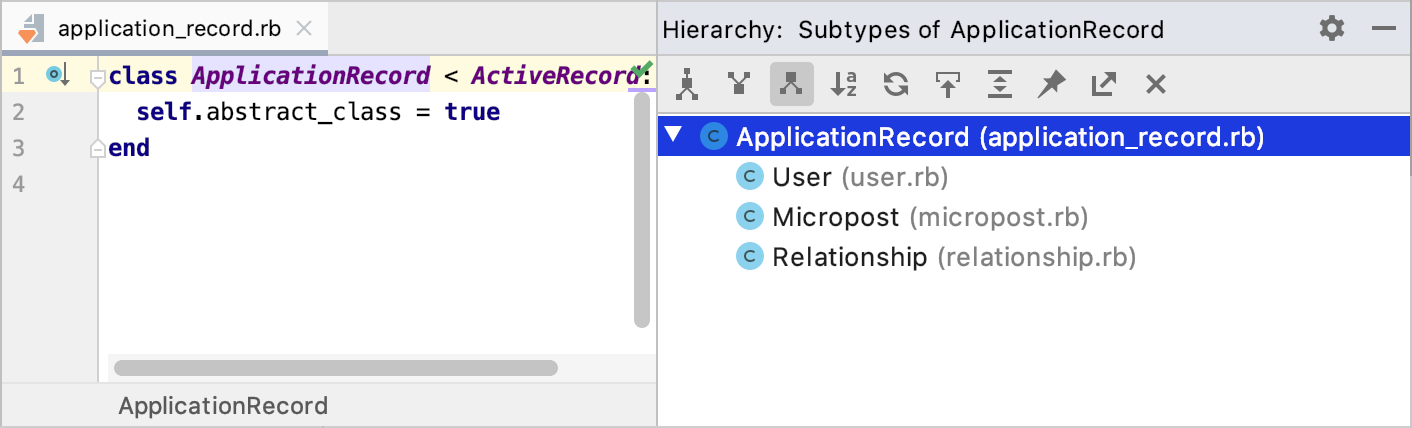 application_record.rb
1 class ApplicationRecord < ActiveRecord:
2 self.abstract_class = true
3 end
4
ApplicationRecord
Hierarchy: Subtypes of ApplicationRecord
C ApplicationRecord (application_record.rb)
C User (user.rb)
C Micropost (micropost.rb)
C Relationship (relationship.rb)